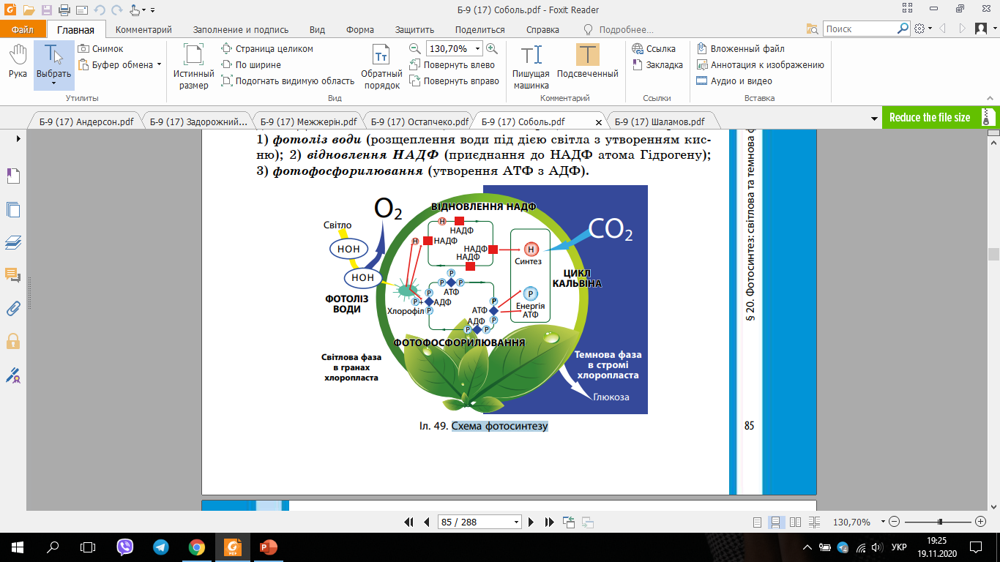 Б-9 (17) Соболь.pdf - Foxit Reader
Файл Главная Комментарий Заполнение и подпись Вид Форма Защитить Поделиться Справка Подробнее... Поиск
Рука Выбрать Снимок Буфер обмена
Утилиты
Истинный размер Страница целиком По ширине Подогнать видимую область Обратный порядок 130,70% Повернуть влево Повернуть вправо
Вид
Пишущая машинка Подсвеченный
Комментарий
Ссылка Закладка
Ссылки
Вложенный файл Аннотация к изображению Аудио и видео
Вставка
Б-9 (17) Андерсон.pdf Б-9 (17) Задорожний... Б-9 (17) Межжерін.pdf Б-9 (17) Остапчеко.pdf Б-9 (17) Соболь.pdf Б-9 (17) Шаламов.pdf Reduce the file size
1) фотоліз води (розщеплення води під дією світла з утворенням кис-
ню); 2) відновлення НАДФ (приєднання до НАДФ атома Гідрогену);
3) фотофосфорилювання (утворення АТФ з АДФ).
O2
Світло
НОН
НОН
ФОТОЛІЗ
ВОДИ
ВІДНОВЛЕННЯ НАДФ
Н
НАДФ
Н НАДФ
НАДФ
НАДФ
Н
Синтез
CO2
ЦИКЛ
КАЛЬВІНА
Р
Р Р
АТФ
Хлорофіл
Р+
Р
АДФ
Р
Р
АТФ
Р
АДФ
Р Р
Р
Енергія
АТФ
ФОТОФОСФОРИЛЮВАННЯ
Світлова фаза
в гранах
хлоропласта
Темнова фаза
в стромі
хлоропласта
Глюкоза
Іл. 49. Схема фотосинтезу
§ 20. Фотосинтез: світлова та темнова ф
85
85 / 288
130,70%
УКР
19:25
19.11.2020